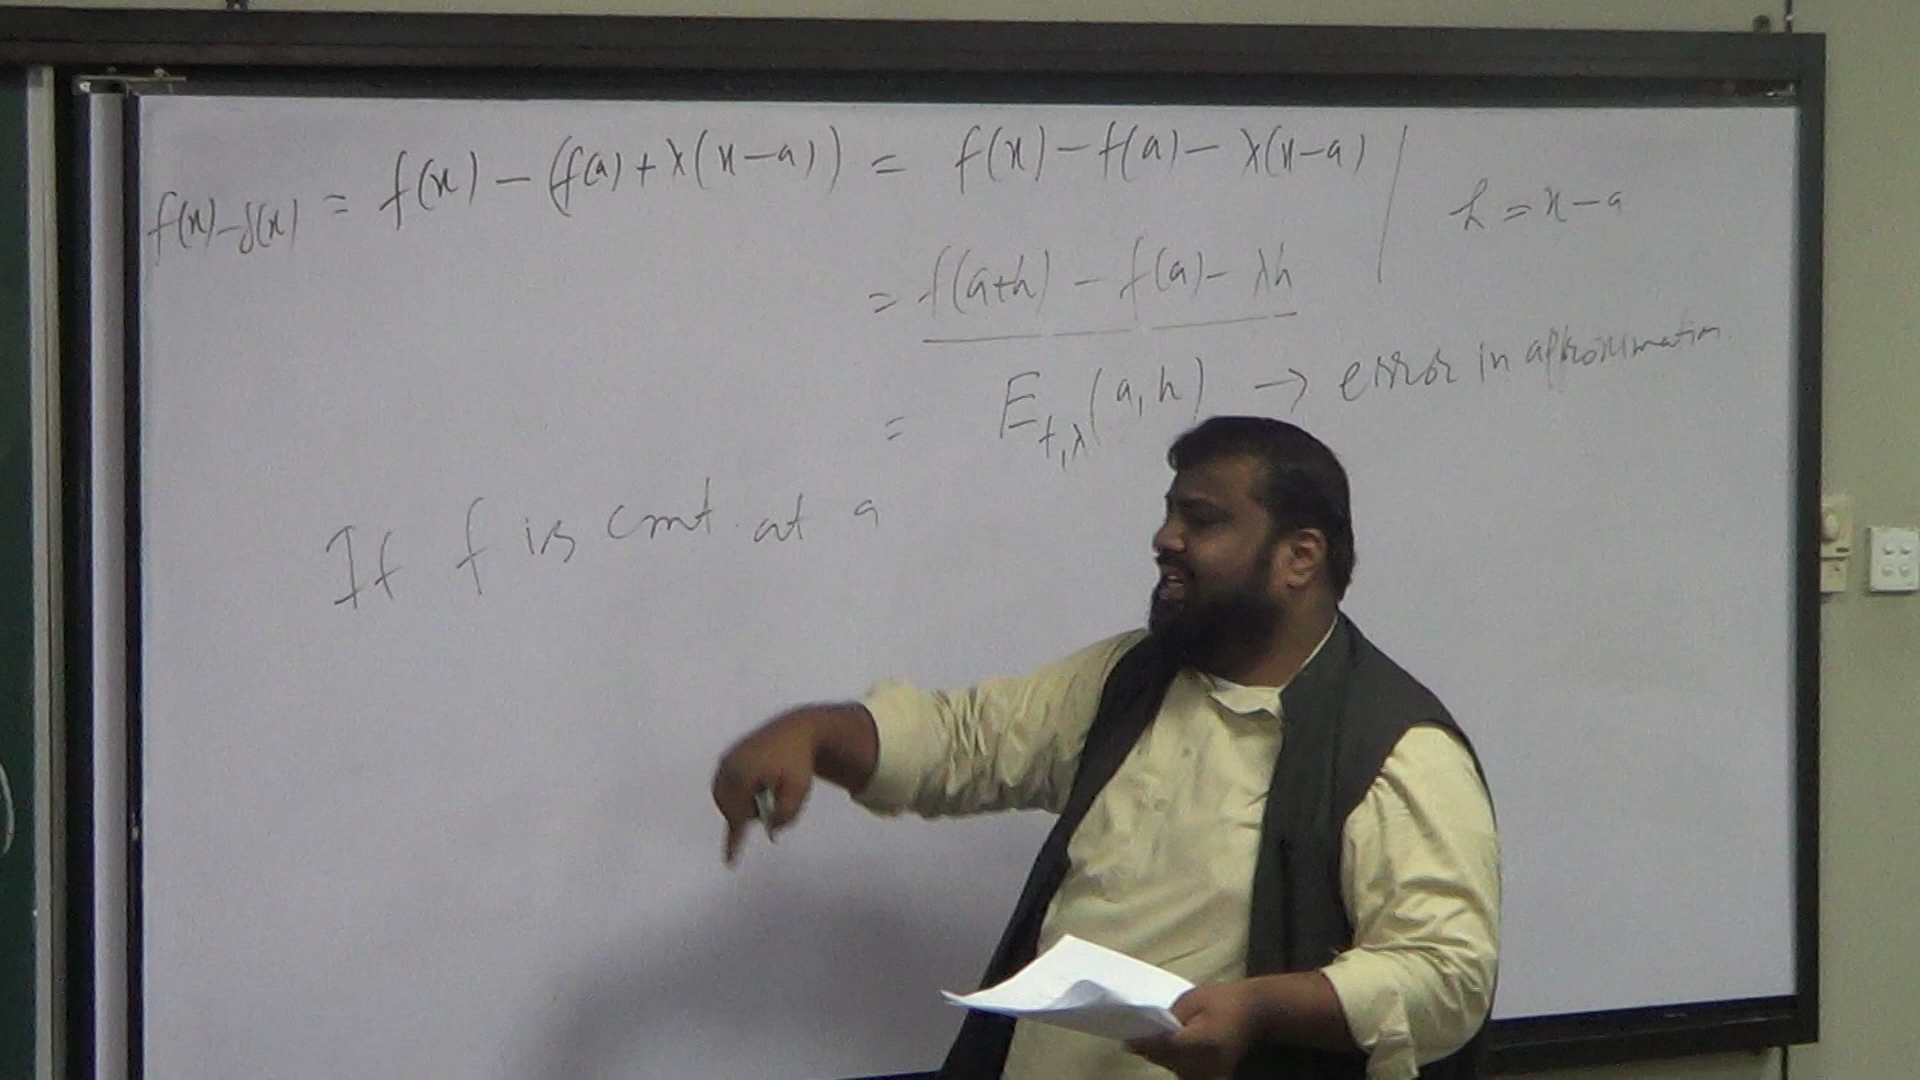 f(x)-g(x) = f(x) - (f(a) + λ(x-a)) = f(x) - f(a) - λ(x-a)
h = x-a
= f(a+h) - f(a) - λh
= E_{f,λ}(a,h) → error in approximation
If f is cont. at a